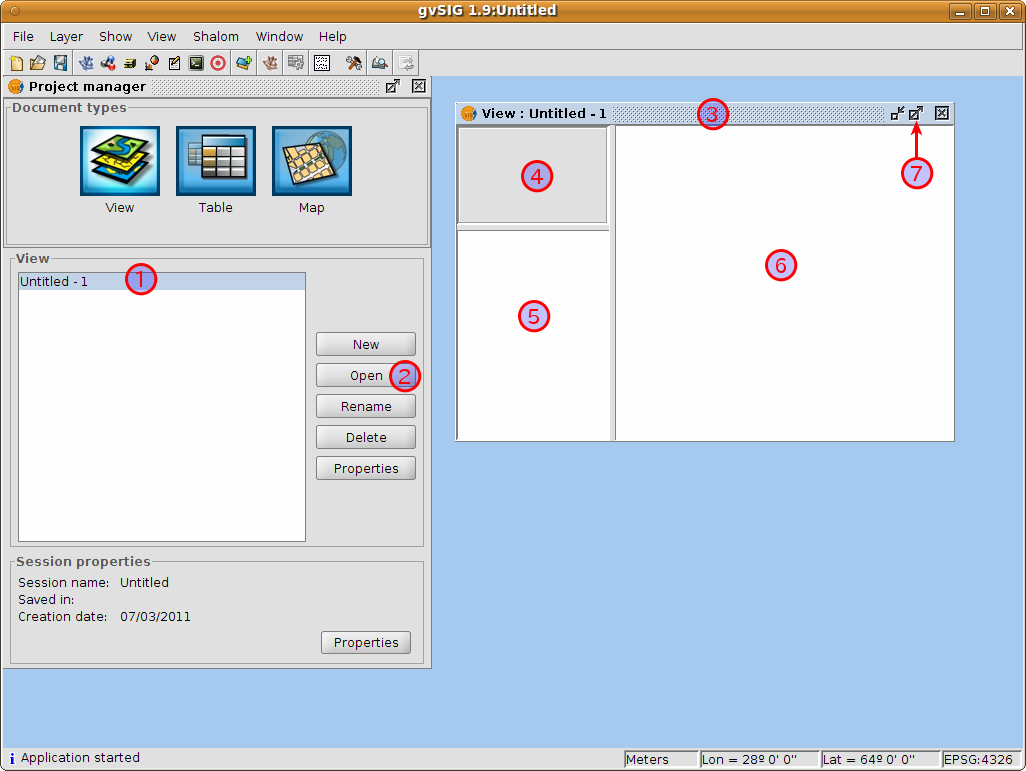 gvSIG 1.9:Untitled
File Layer Show View Shalom Window Help
Project manager
Document types
View Table Map
View
Untitled - 1 1
New
Open 2
Rename
Delete
Properties
Session properties
Session name: Untitled
Saved in:
Creation date: 07/03/2011
Properties
View : Untitled - 1 3
4
7
6
5
i Application started
Meters Lon = 28º 0' 0" Lat = 64º 0' 0" EPSG:4326